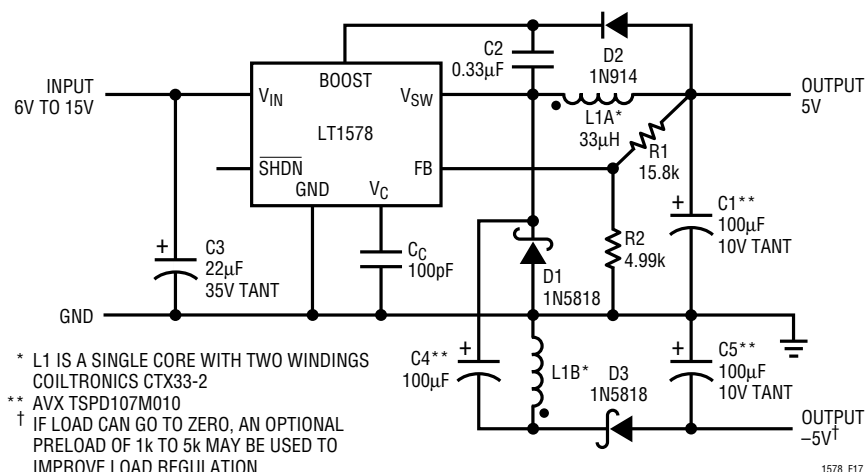 INPUT
6V TO 15V
BOOST
V_IN
V_SW
LT1578
SHDN
FB
GND
V_C
C2
0.33µF
D2
1N914
L1A*
33µH
OUTPUT
5V
R1
15.8k
C1**
100µF
10V TANT
R2
4.99k
C3
22µF
35V TANT
C_C
100pF
D1
1N5818
GND
C4**
100µF
L1B*
D3
1N5818
C5**
100µF
10V TANT
OUTPUT
–5V†
* L1 IS A SINGLE CORE WITH TWO WINDINGS
COILTRONICS CTX33-2
** AVX TSPD107M010
† IF LOAD CAN GO TO ZERO, AN OPTIONAL
PRELOAD OF 1k TO 5k MAY BE USED TO
IMPROVE LOAD REGULATION
1578 F17